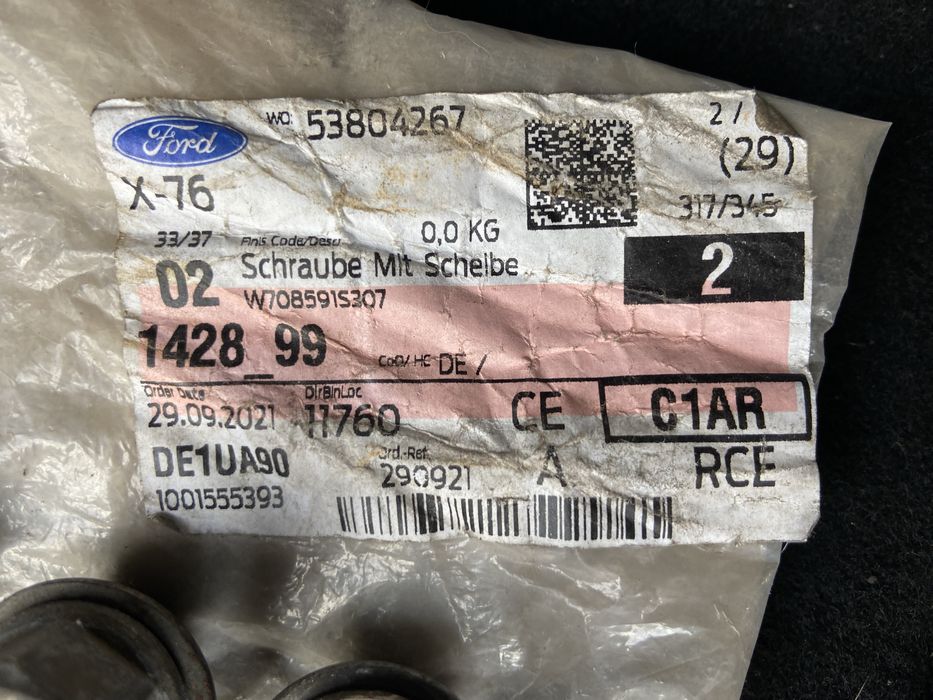 Ford
WO: 53804267
2 /
(29)
X-76
317/345
33/37
Finis Code/Desc
0,0 KG
02
Schraube Mit Scheibe
2
W708591S307
1428_99
CoO/ HC DE /
Order Date
DlrBinLoc
29.09.2021
11760
CE
C1AR
DE1UA90
Ord.-Ref.
290921
A
RCE
1001555393